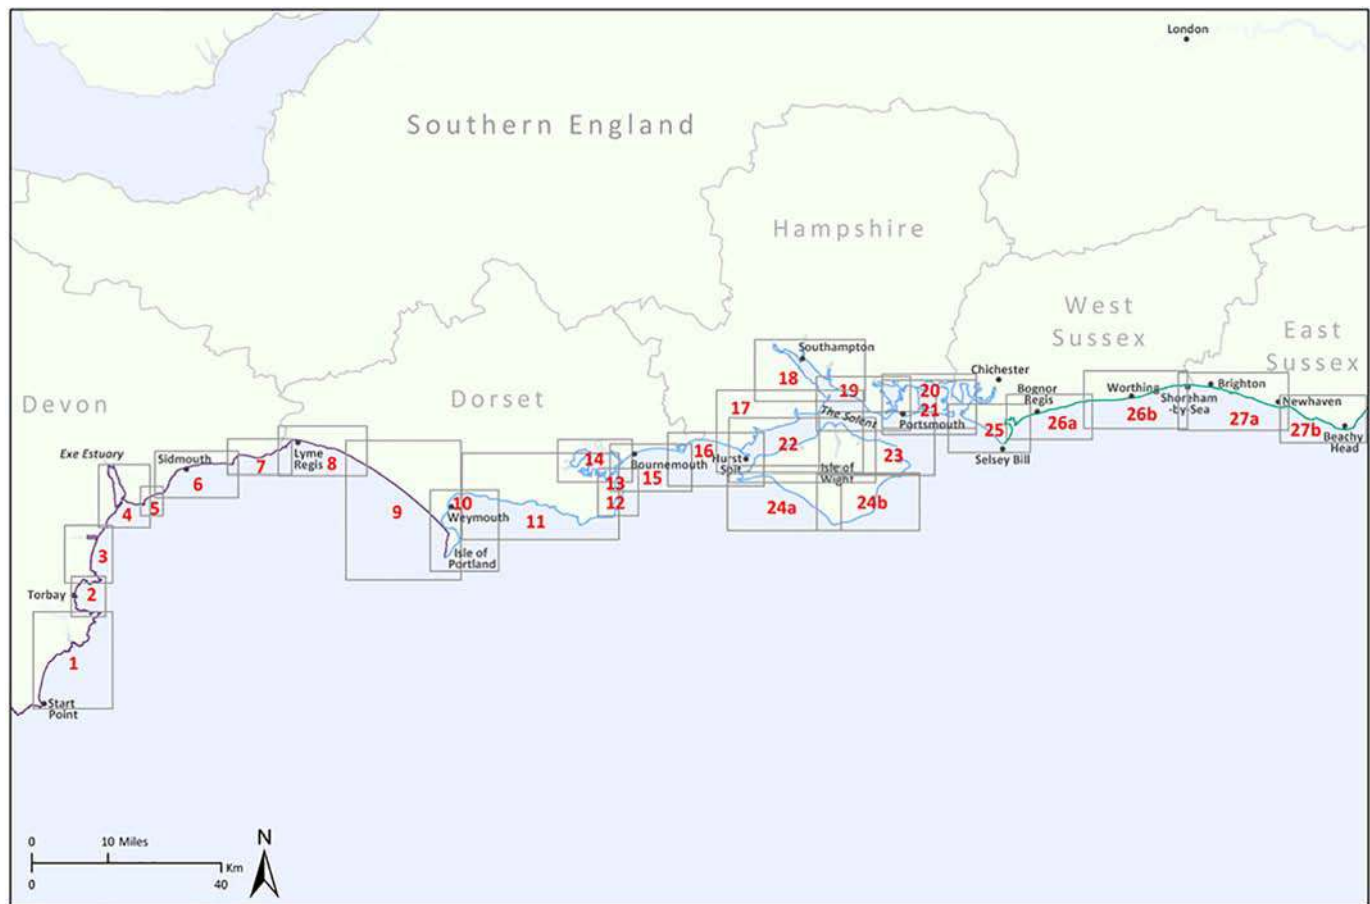 London
Southern England
Hampshire
West
Sussex
East
Sussex
Devon
Dorset
Southampton
18
Chichester
19
20
Bognor
Regis
Worthing
Shoreham
-by-Sea
Brighton
Newhaven
17
The Solent
21
Portsmouth
25
26a
26b
27a
27b
Beachy
Head
Selsey Bill
Exe Estuary
Sidmouth
7
Lyme
Regis
8
14
Bournemouth
16
Hurst
Spit
22
Isle of
Wight
23
6
13
15
4
5
9
10
Weymouth
11
12
24a
24b
3
Isle of
Portland
Torbay
2
1
Start
Point
0
10 Miles
Km
0
40
N